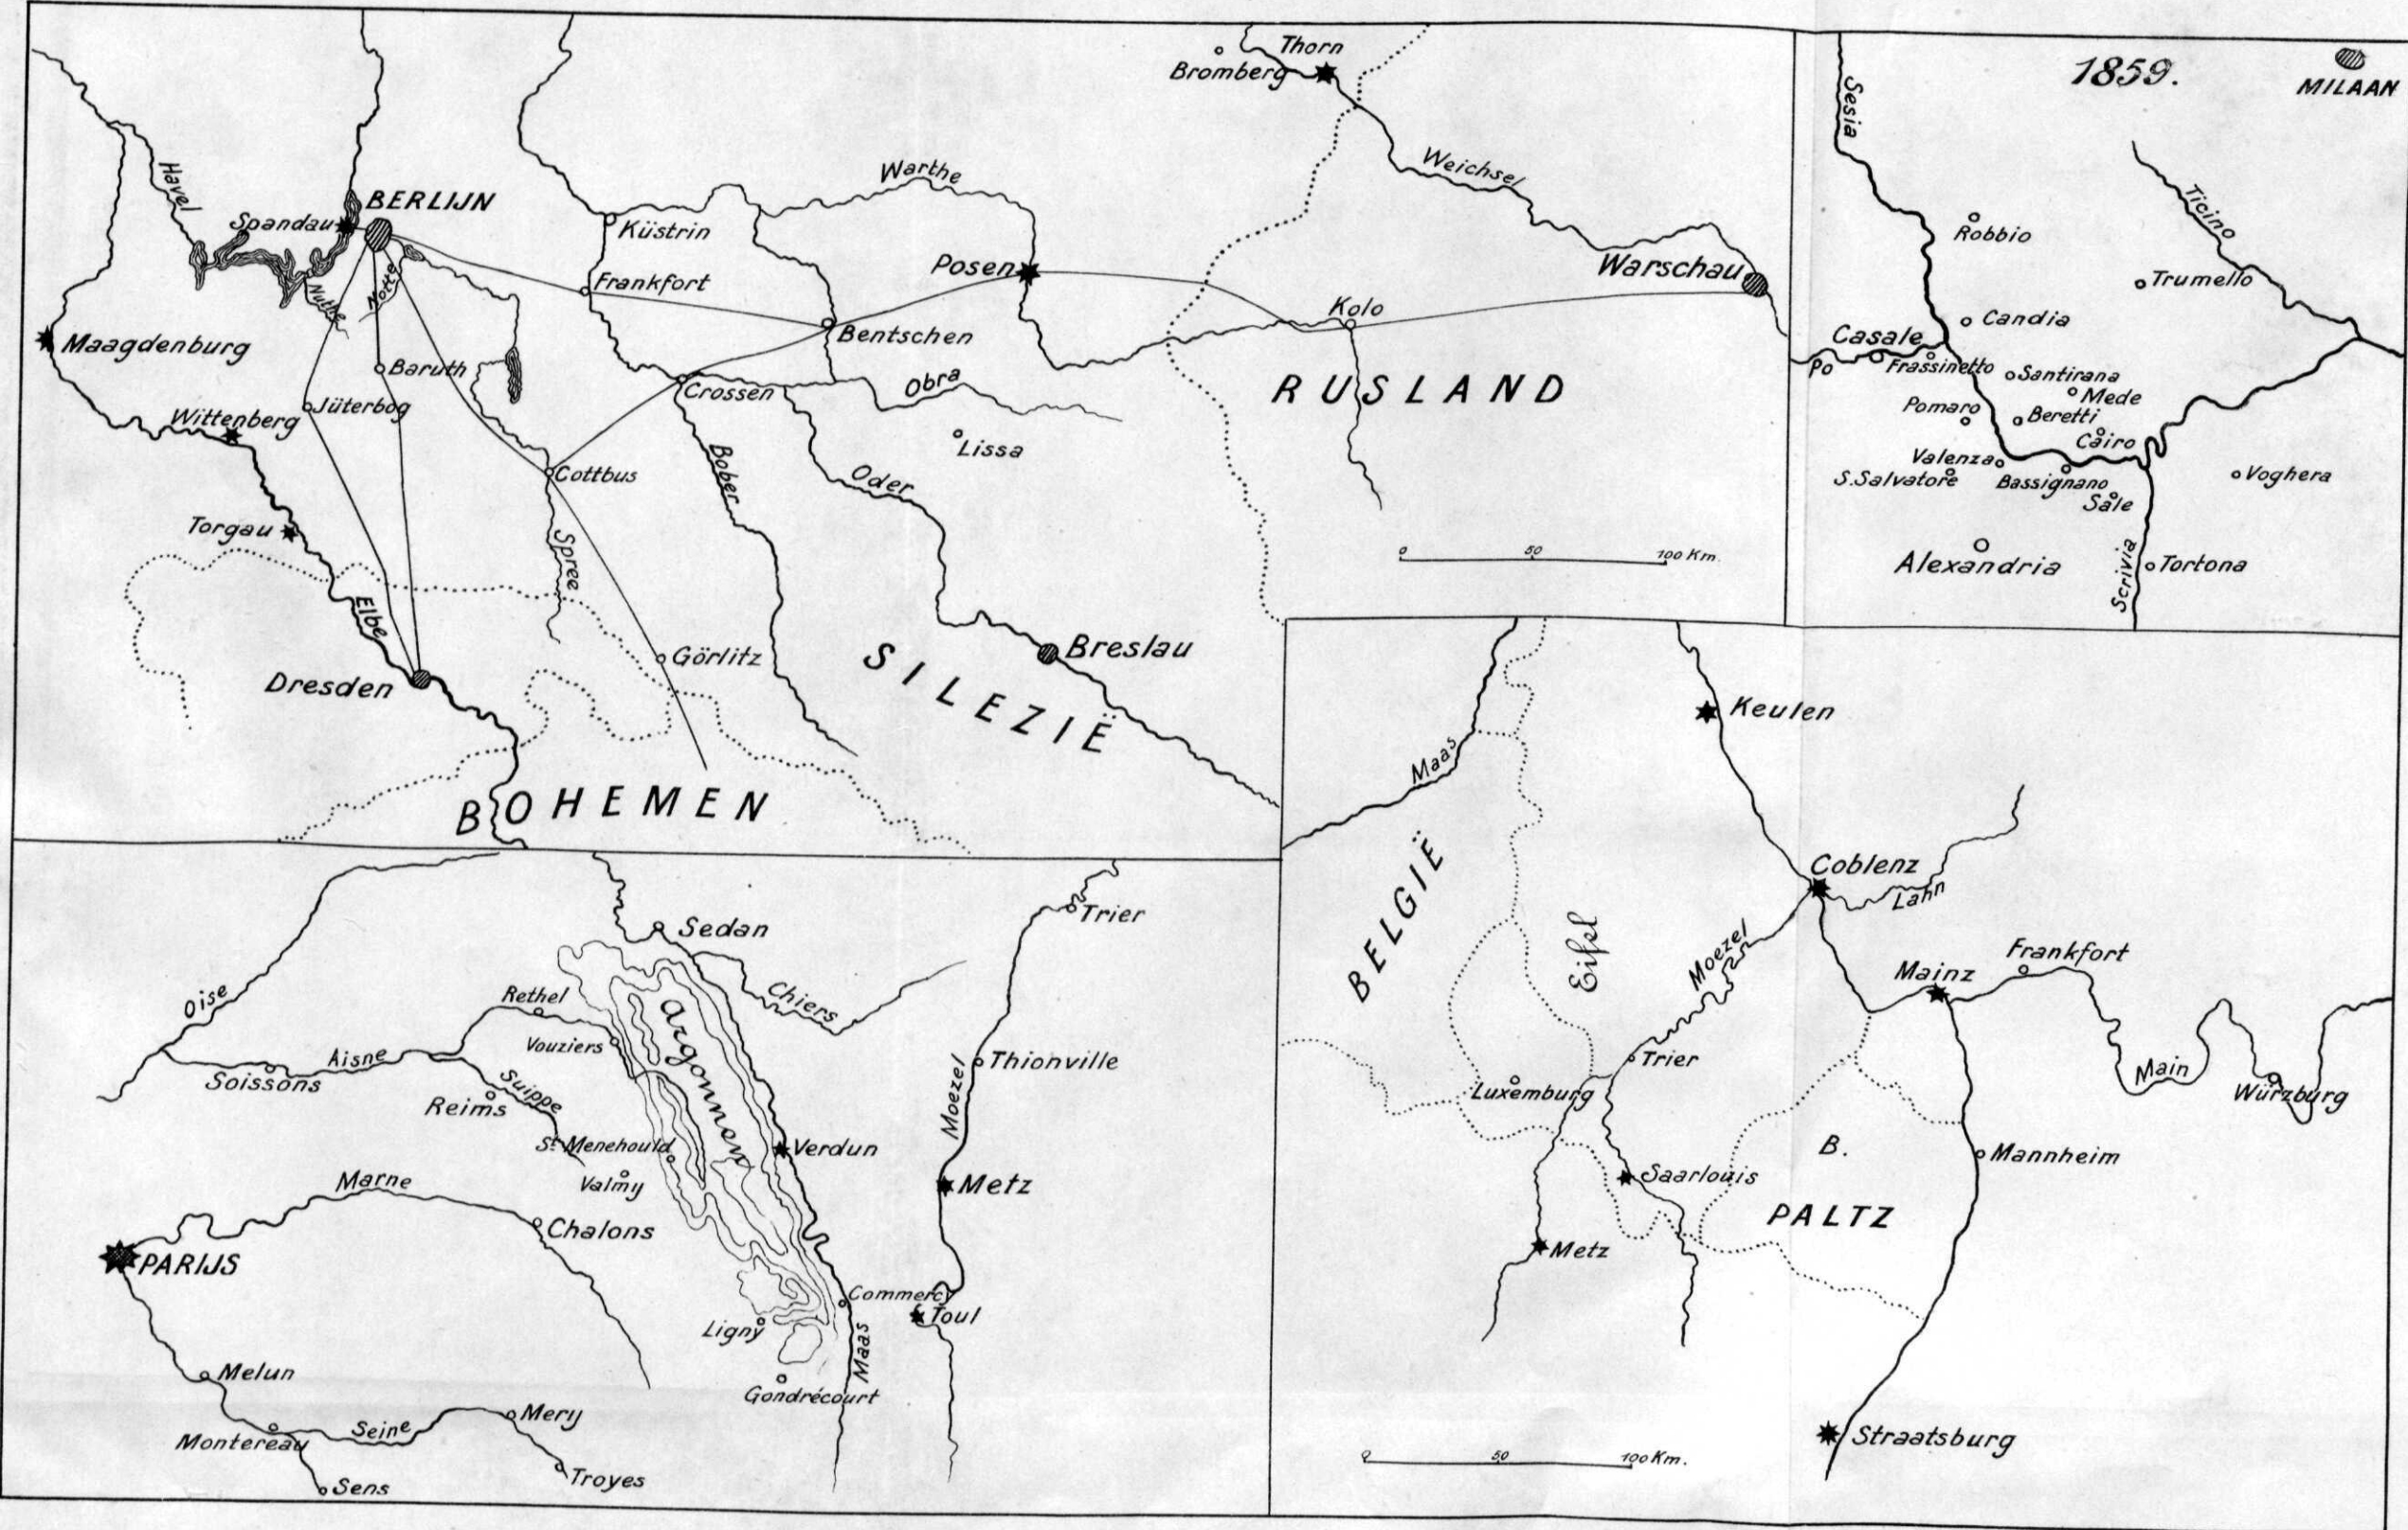 Thorn
Bromberg
Havel
BERLIJN
Spandau
Warthe
Weichsel
Küstrin
Nuthe
Notte
Frankfort
Posen
Warschau
Kolo
Maagdenburg
Bentschen
Baruth
Obra
Crossen
RUSLAND
Jüterbog
Wittenberg
Lissa
Bober
Cottbus
Oder
Torgau
Spree
0 50 100 Km.
Elbe
Görlitz
Breslau
Dresden
SILEZIË
BOHEMEN
1859.
MILAAN
Sesia
Ticino
Robbio
Trumello
Candia
Casale
Po
Frassinetto
Santirana
Mede
Pomaro
Beretti
Cairo
Valenza
S.Salvatore
Bassignano
Voghera
Sale
Alexandria
Scrivia
Tortona
Trier
Sedan
Oise
Rethel
Chiers
Argonnen
Vouziers
Aisne
Soissons
Suippe
Reims
Moezel
Thionville
St Menehould
Verdun
Valmy
Marne
Metz
Chalons
PARIJS
Commercy
Toul
Ligny
Maas
Melun
Gondrécourt
Mery
Seine
Montereau
Troyes
Sens
Keulen
Maas
BELGIË
Coblenz
Lahn
Eifel
Moezel
Frankfort
Mainz
Trier
Luxemburg
Main
Würzburg
B.
Mannheim
Saarlouis
PALTZ
Metz
Straatsburg
0 50 100 Km.